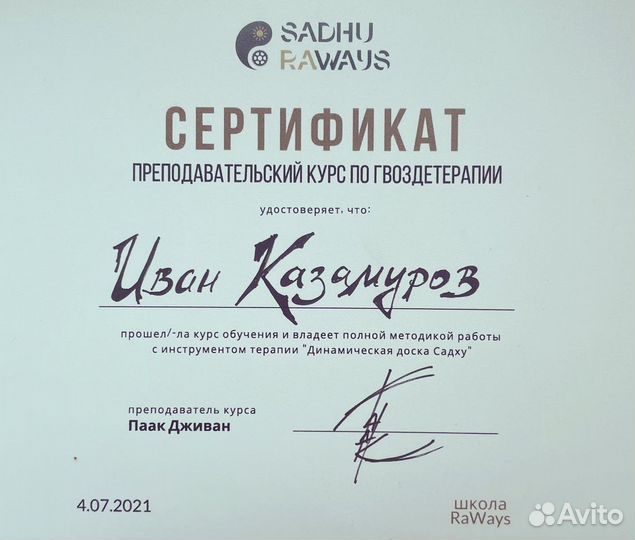 SADHU
RAWAYS
СЕРТИФИКАТ
ПРЕПОДАВАТЕЛЬСКИЙ КУРС ПО ГВОЗДЕТЕРАПИИ
удостоверяет, что:
Иван Казамуров
прошел/-ла курс обучения и владеет полной методикой работы
с инструментом терапии "Динамическая доска Садху"
преподаватель курса
Паак Дживан
4.07.2021
школа
RaWays
Avito